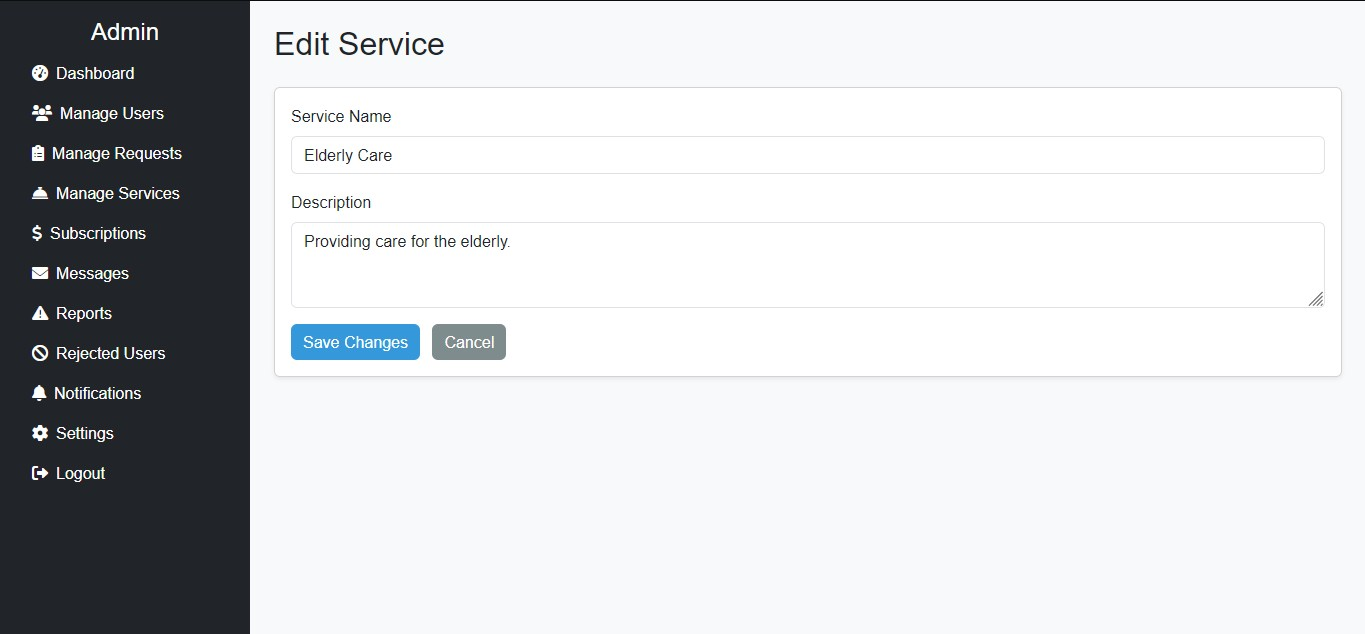 Admin
Dashboard
Manage Users
Manage Requests
Manage Services
Subscriptions
Messages
Reports
Rejected Users
Notifications
Settings
Logout
Edit Service
Service Name
Elderly Care
Description
Providing care for the elderly.
Save Changes Cancel